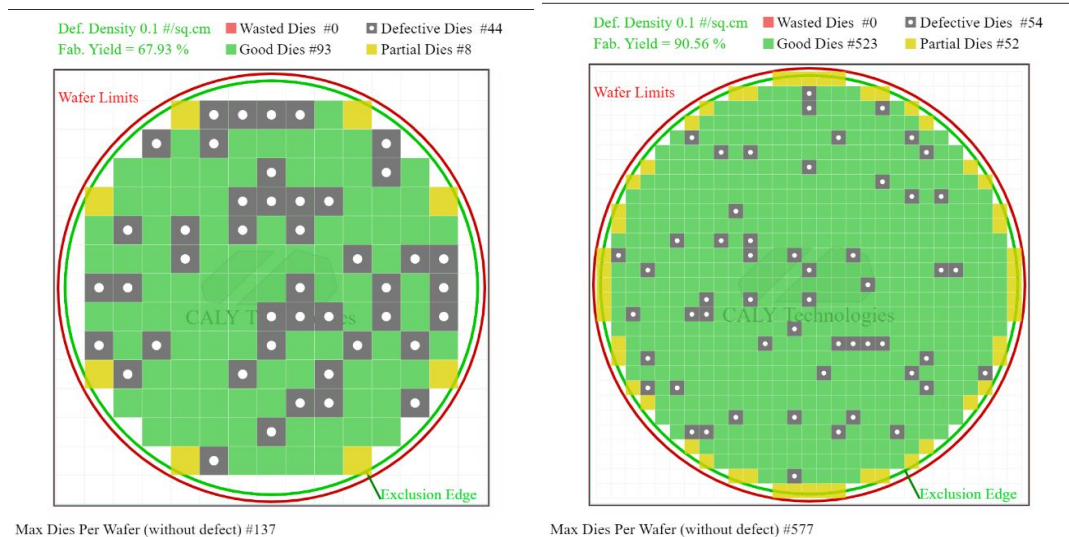 Def. Density 0.1 #/sq.cm
Wasted Dies #0
Defective Dies #44
Fab. Yield = 67.93 %
Good Dies #93
Partial Dies #8
Wafer Limits
CALY Technologies
Exclusion Edge
Max Dies Per Wafer (without defect) #137
Def. Density 0.1 #/sq.cm
Wasted Dies #0
Defective Dies #54
Fab. Yield = 90.56 %
Good Dies #523
Partial Dies #52
Wafer Limits
CALY Technologies
Exclusion Edge
Max Dies Per Wafer (without defect) #577